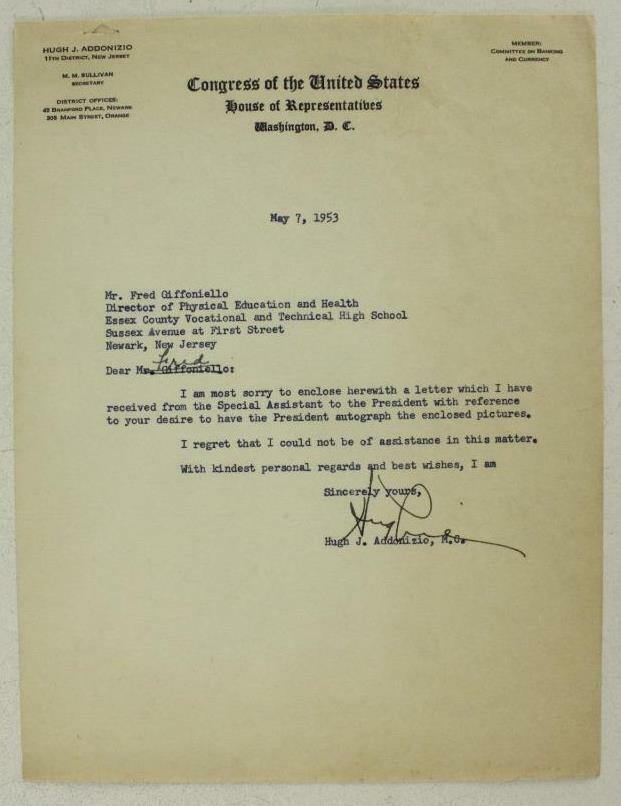 HUGH J. ADDONIZIO
11TH DISTRICT, NEW JERSEY
M. M. SULLIVAN
SECRETARY
DISTRICT OFFICES:
45 BRANFORD PLACE, NEWARK
308 MAIN STREET, ORANGE
MEMBER:
COMMITTEE ON BANKING
AND CURRENCY
Congress of the United States
House of Representatives
Washington, D. C.
May 7, 1953
Mr. Fred Giffoniello
Director of Physical Education and Health
Essex County Vocational and Technical High School
Sussex Avenue at First Street
Newark, New Jersey
Fred
Dear Mr. Giffoniello:
I am most sorry to enclose herewith a letter which I have
received from the Special Assistant to the President with reference
to your desire to have the President autograph the enclosed pictures.
I regret that I could not be of assistance in this matter.
With kindest personal regards and best wishes, I am
Sincerely yours,
Hugh J. Addonizio, M.C.